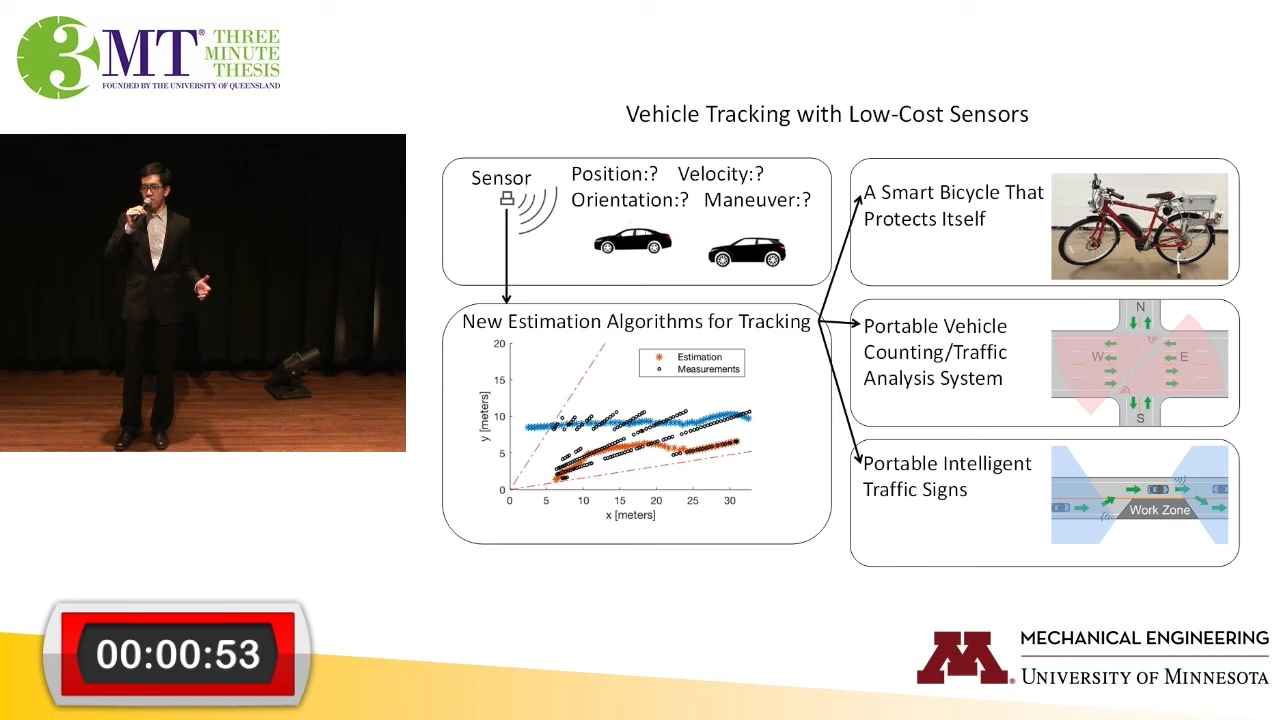 3MT® THREE
MINUTE
THESIS
FOUNDED BY THE UNIVERSITY OF QUEENSLAND
Vehicle Tracking with Low-Cost Sensors
Sensor
Position:? Velocity:?
Orientation:? Maneuver:?
New Estimation Algorithms for Tracking
Estimation
Measurements
20
15
10
5
0
y [meters]
0 5 10 15 20 25 30
x [meters]
A Smart Bicycle That
Protects Itself
Portable Vehicle
Counting/Traffic
Analysis System
N
W E
S
Portable Intelligent
Traffic Signs
Work Zone
00:00:53
M®
MECHANICAL ENGINEERING
UNIVERSITY OF MINNESOTA